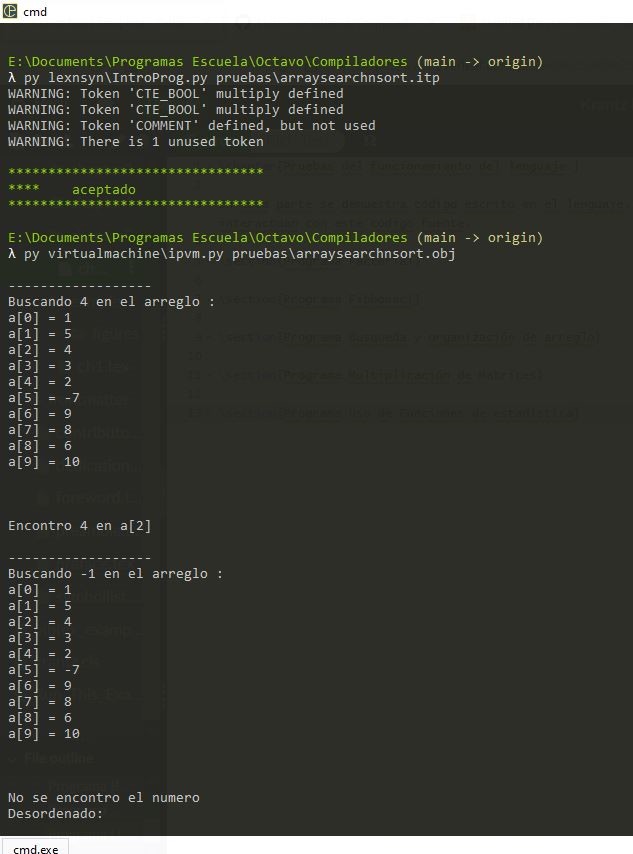 cmd
E:\Documents\Programas Escuela\Octavo\Compiladores (main -> origin)
λ py lexnsyn\IntroProg.py pruebas\arraysearchnsort.itp
WARNING: Token 'CTE_BOOL' multiply defined
WARNING: Token 'CTE_BOOL' multiply defined
WARNING: Token 'COMMENT' defined, but not used
WARNING: There is 1 unused token
********************************
**** aceptado
********************************
E:\Documents\Programas Escuela\Octavo\Compiladores (main -> origin)
λ py virtualmachine\ipvm.py pruebas\arraysearchnsort.obj
------------------
Buscando 4 en el arreglo :
a[0] = 1
a[1] = 5
a[2] = 4
a[3] = 3
a[4] = 2
a[5] = -7
a[6] = 9
a[7] = 8
a[8] = 6
a[9] = 10
Encontro 4 en a[2]
------------------
Buscando -1 en el arreglo :
a[0] = 1
a[1] = 5
a[2] = 4
a[3] = 3
a[4] = 2
a[5] = -7
a[6] = 9
a[7] = 8
a[8] = 6
a[9] = 10
No se encontro el numero
Desordenado:
cmd.exe